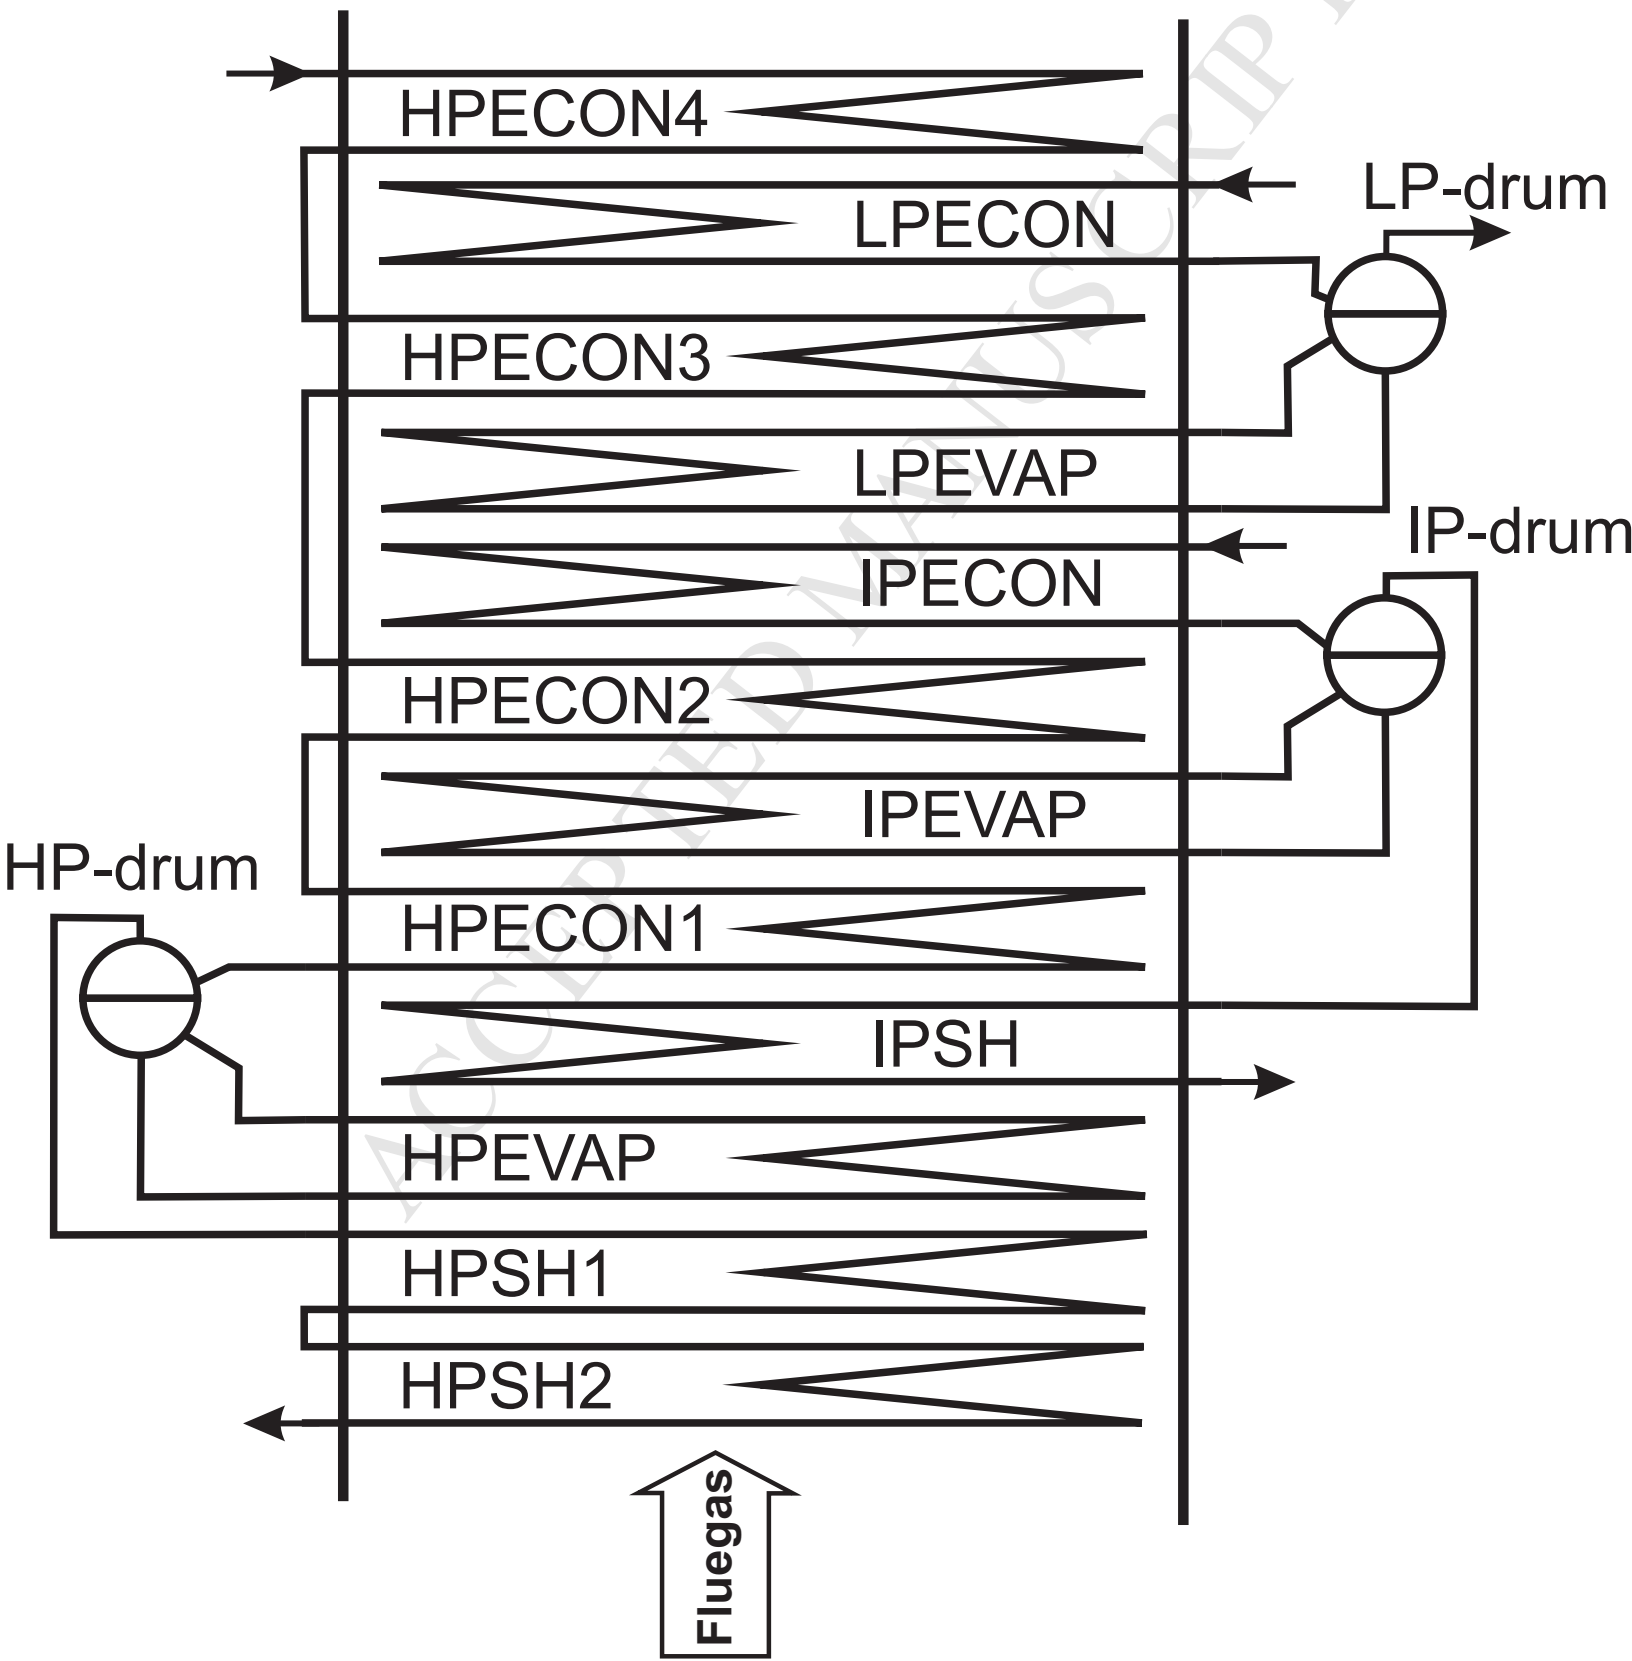 HPECON4
LP-drum
LPECON
HPECON3
LPEVAP
IP-drum
IPECON
HPECON2
IPEVAP
HP-drum
HPECON1
IPSH
HPEVAP
HPSH1
HPSH2
Fluegas
ACCEPTED MANUSCRIP